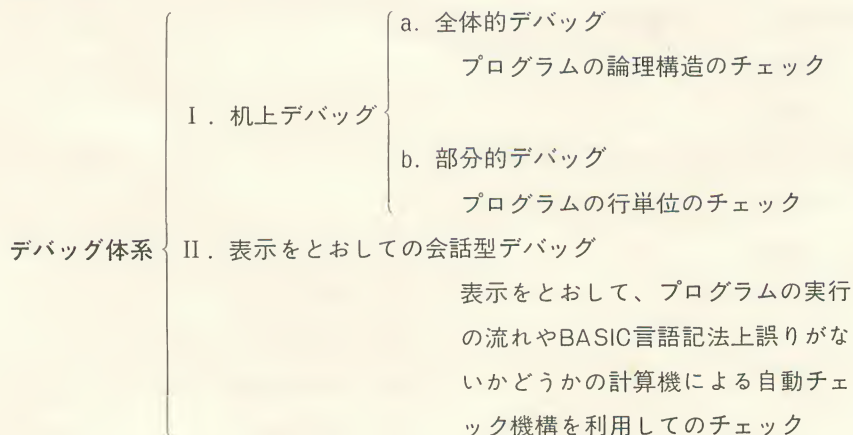 a. 全体的デバッグ
プログラムの論理構造のチェック
I. 机上デバッグ
b. 部分的デバッグ
プログラムの行単位のチェック
デバッグ体系
II. 表示をとおしての会話型デバッグ
表示をとおして、プログラムの実行
の流れやBASIC言語記法上誤りがな
いかどうかの計算機による自動チェ
ック機構を利用してのチェック